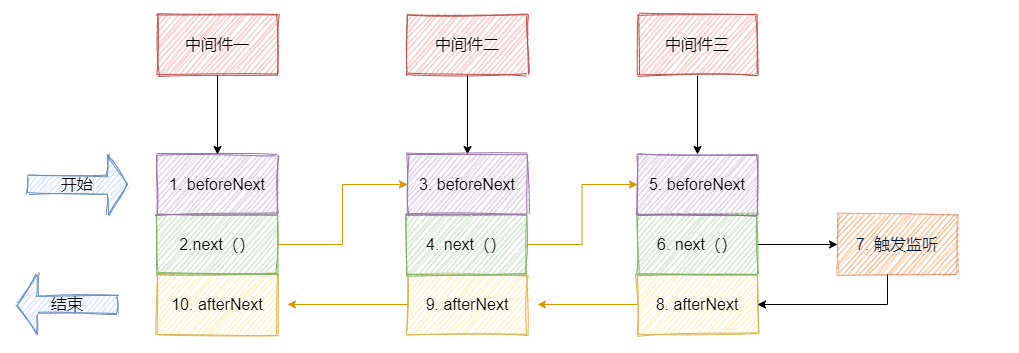 中间件一
中间件二
中间件三
开始
1. beforeNext
3. beforeNext
5. beforeNext
2.next（）
4. next（）
6. next（）
7. 触发监听
结束
10. afterNext
9. afterNext
8. afterNext